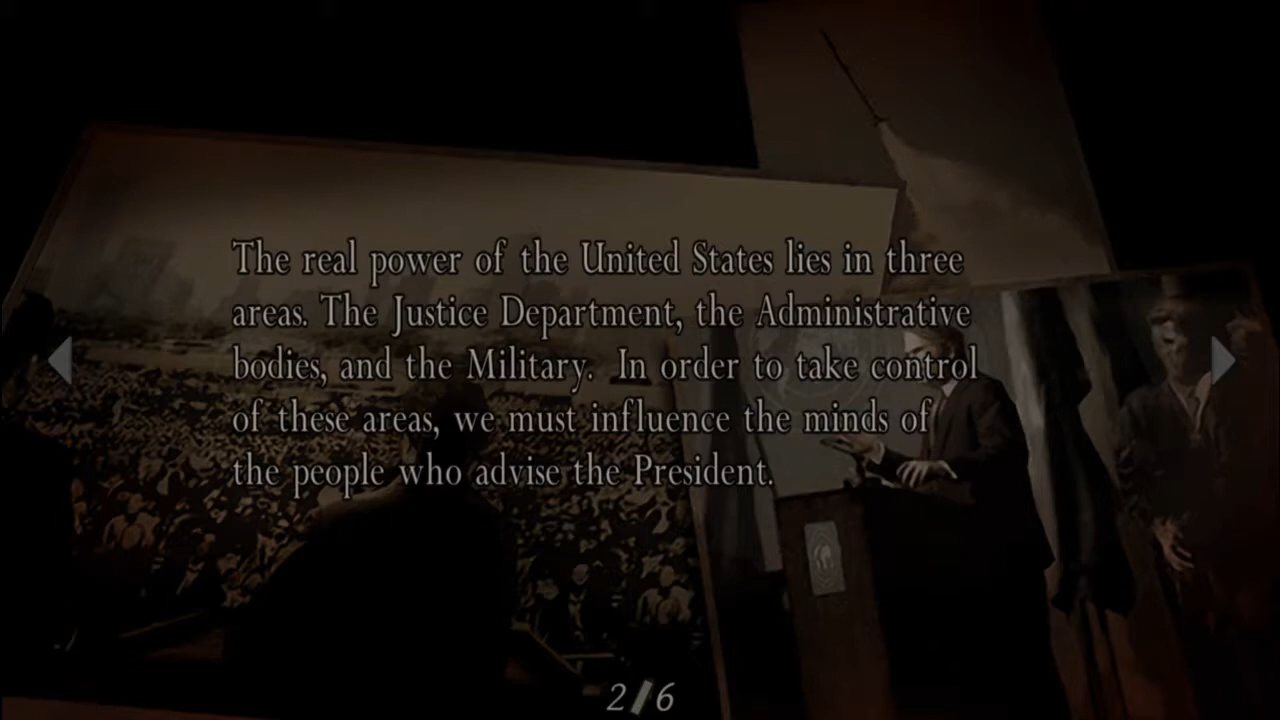 The real power of the United States lies in three
areas. The Justice Department, the Administrative
bodies, and the Military.  In order to take control
of these areas, we must influence the minds of
the people who advise the President.
2/6